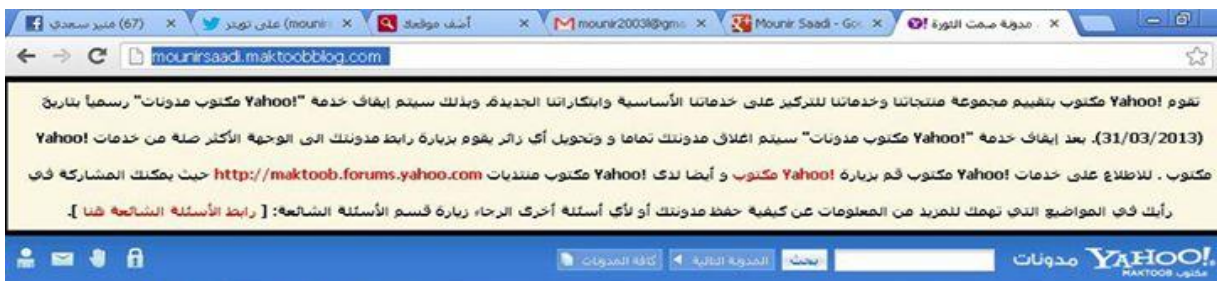 منير سعدي (67)
mounir) على تويتر
أضف موقعك
mounir2003l@gma
Mounir Saadi - Goo
مدونة صمت الثورة
mounirsaadi.maktoobblog.com
تقوم Yahoo! مكتوب بتقييم مجموعة منتجاتنا وخدماتنا للتركيز على خدماتنا الأساسية وابتكاراتنا الجديدة. وبذلك سيتم إيقاف خدمة "Yahoo! مكتوب مدونات" رسمياً بتاريخ
(31/03/2013). بعد إيقاف خدمة "Yahoo! مكتوب مدونات" سيتم اغلاق مدونتك تماما و وتحويل أي زائر يقوم بزيارة رابط مدونتك الى الوجهة الأكثر صلة من خدمات Yahoo!
مكتوب . للاطلاع على خدمات Yahoo! مكتوب قم بزيارة Yahoo! مكتوب و أيضا لدى Yahoo! مكتوب منتديات http://maktoob.forums.yahoo.com حيث يمكنك المشاركة في
رأيك في المواضيع التي تهمك للمزيد من المعلومات عن كيفية حفظ مدونتك أو لأي أسئلة أخرى الرجاء زيارة قسم الأسئلة الشائعة: [ رابط الأسئلة الشائعة هنا ].
YAHOO! مدونات
MAKTOOB مكتوب
بحث
المدونة التالية
كافة المدونات